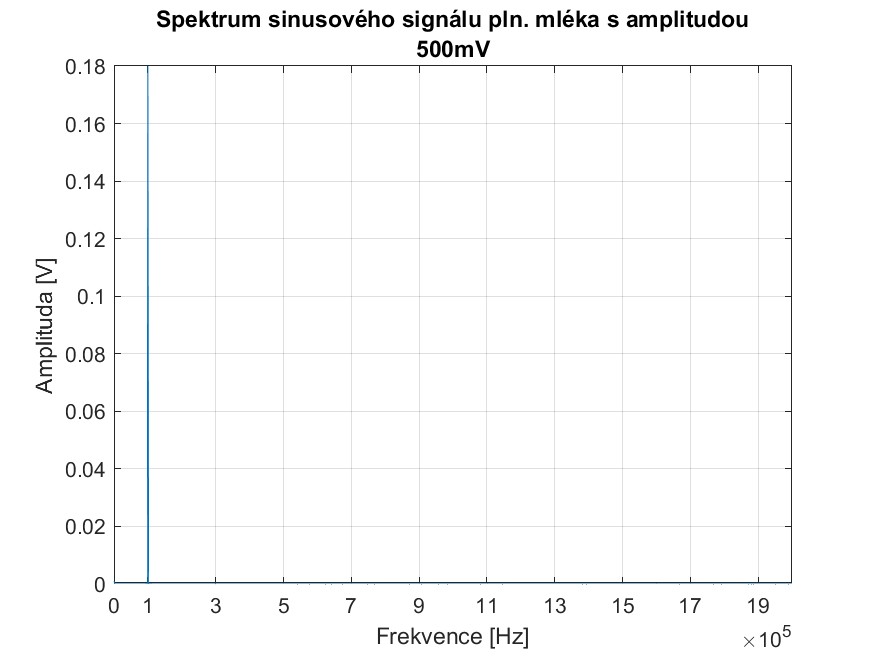 Spektrum sinusového signálu pln. mléka s amplitudou
500mV
0.18
0.16
0.14
0.12
0.1
0.08
0.06
0.04
0.02
0
Amplituda [V]
0 1 3 5 7 9 11 13 15 17 19
Frekvence [Hz]
×10⁵